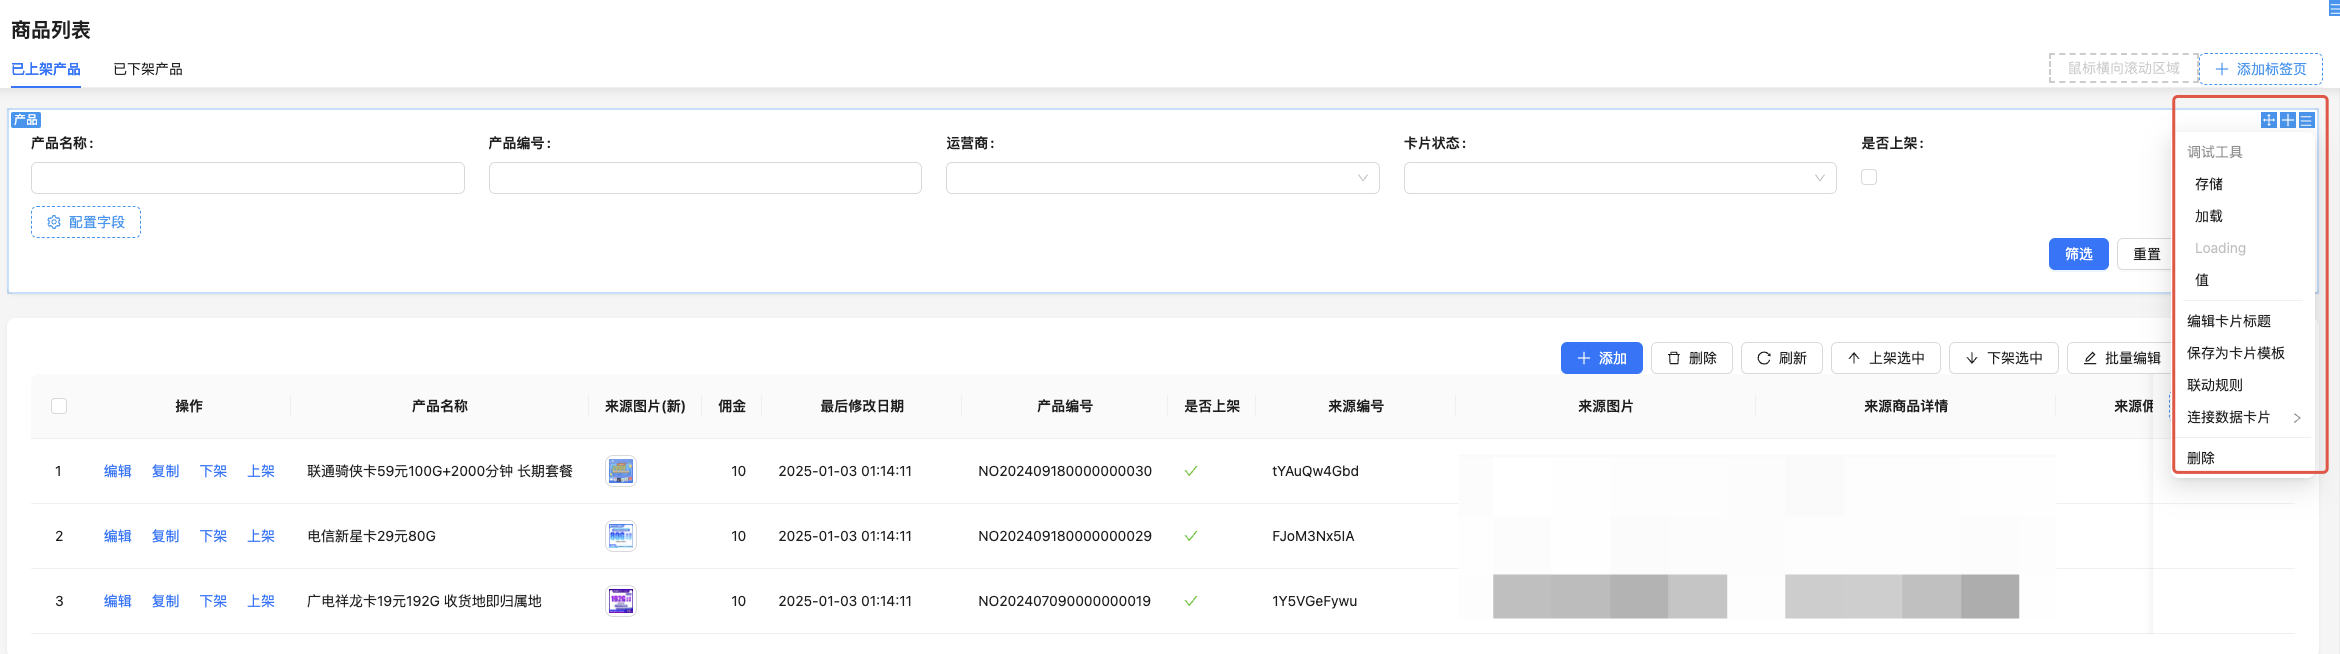 商品列表
已上架产品 已下架产品 鼠标横向滚动区域 添加标签页
产品
产品名称: 产品编号: 运营商: 卡片状态: 是否上架:
配置字段
筛选 重置
调试工具
存储
加载
Loading
值
编辑卡片标题
保存为卡片模板
联动规则
连接数据卡片
删除
添加 删除 刷新 上架选中 下架选中 批量编辑
操作 产品名称 来源图片(新) 佣金 最后修改日期 产品编号 是否上架 来源编号 来源图片 来源商品详情 来源佣
1 编辑 复制 下架 上架 联通骑侠卡59元100G+2000分钟 长期套餐 10 2025-01-03 01:14:11 NO202409180000000030 tYAuQw4Gbd
2 编辑 复制 下架 上架 电信新星卡29元80G 10 2025-01-03 01:14:11 NO202409180000000029 FJoM3Nx5IA
3 编辑 复制 下架 上架 广电祥龙卡19元192G 收货地即归属地 192G 10 2025-01-03 01:14:11 NO202407090000000019 1Y5VGeFywu